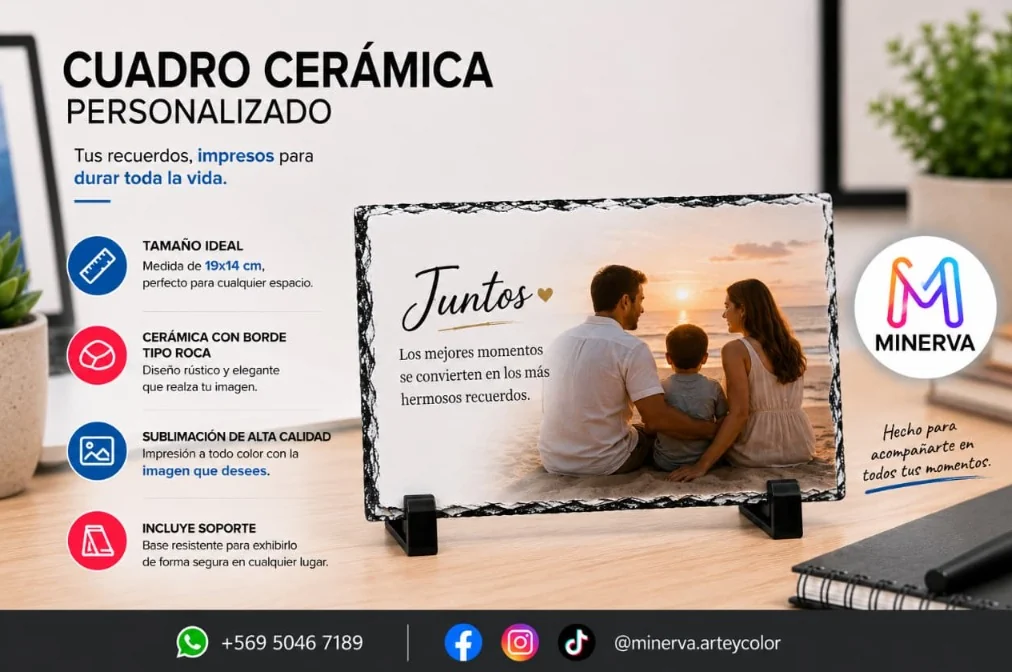 CUADRO CERÁMICA
PERSONALIZADO
Tus recuerdos, impresos para
durar toda la vida.
TAMAÑO IDEAL
Medida de 19x14 cm,
perfecto para cualquier espacio.
CERÁMICA CON BORDE
TIPO ROCA
Diseño rústico y elegante
que realza tu imagen.
SUBLIMACIÓN DE ALTA CALIDAD
Impresión a todo color con la
imagen que desees.
INCLUYE SOPORTE
Base resistente para exhibirlo
de forma segura en cualquier lugar.
Juntos
Los mejores momentos
se convierten en los más
hermosos recuerdos.
M
MINERVA
Hecho para
acompañarte en
todos tus momentos.
+569 5046 7189
@minerva.arteycolor